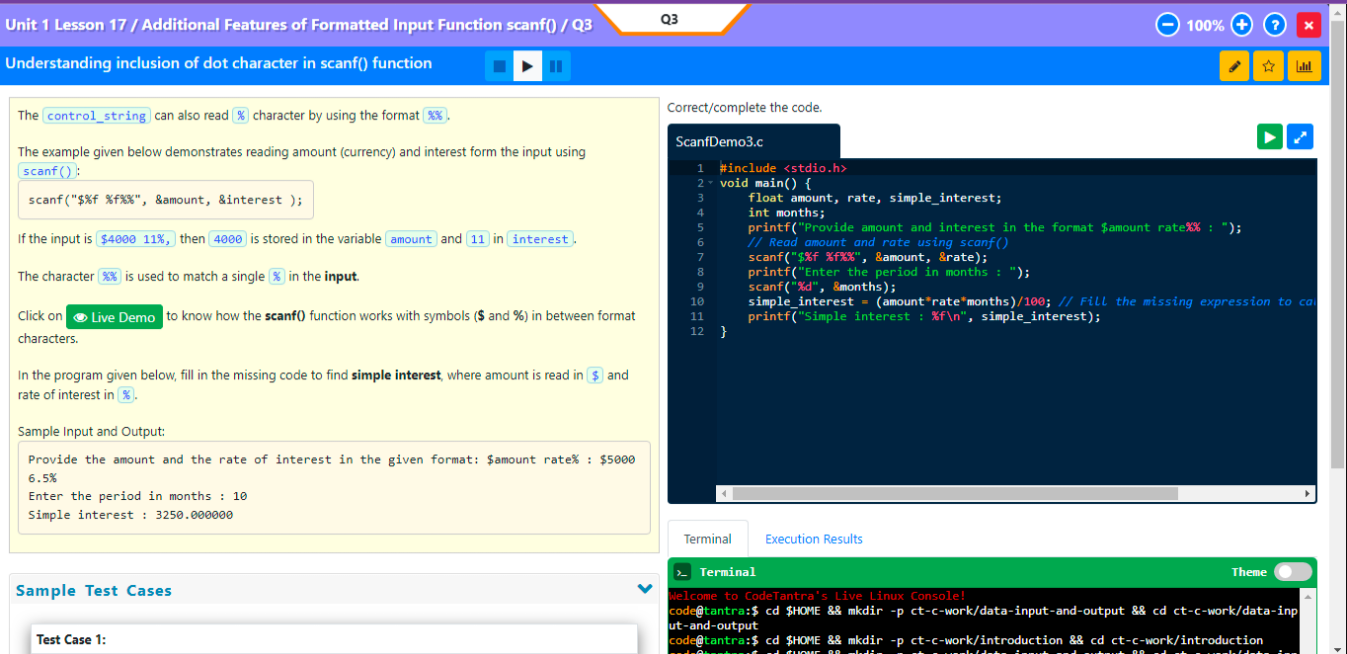 Unit 1 Lesson 17 / Additional Features of Formatted Input Function scanf() / Q3
Q3
100%
?
Understanding inclusion of dot character in scanf() function
The control_string can also read % character by using the format %%.
The example given below demonstrates reading amount (currency) and interest form the input using
scanf():
scanf("$%f %f%%", &amount, &interest );
If the input is $4000 11%, then 4000 is stored in the variable amount and 11 in interest.
The character %% is used to match a single % in the input.
Click on Live Demo to know how the scanf() function works with symbols ($ and %) in between format
characters.
In the program given below, fill in the missing code to find simple interest, where amount is read in $ and
rate of interest in %.
Sample Input and Output:
Provide the amount and the rate of interest in the given format: $amount rate% : $5000
6.5%
Enter the period in months : 10
Simple interest : 3250.000000
Sample Test Cases
Test Case 1:
Correct/complete the code.
ScanfDemo3.c
1 #include <stdio.h>
2 void main() {
3 float amount, rate, simple_interest;
4 int months;
5 printf("Provide amount and interest in the format $amount rate%% : ");
6 // Read amount and rate using scanf()
7 scanf("$%f %f%%", &amount, &rate);
8 printf("Enter the period in months : ");
9 scanf("%d", &months);
10 simple_interest = (amount*rate*months)/100; // Fill the missing expression to ca
11 printf("Simple interest : %f\n", simple_interest);
12 }
Terminal
Execution Results
Terminal
Theme
Welcome to CodeTantra's Live Linux Console!
code@tantra:$ cd $HOME && mkdir -p ct-c-work/data-input-and-output && cd ct-c-work/data-inp
ut-and-output
code@tantra:$ cd $HOME && mkdir -p ct-c-work/introduction && cd ct-c-work/introduction